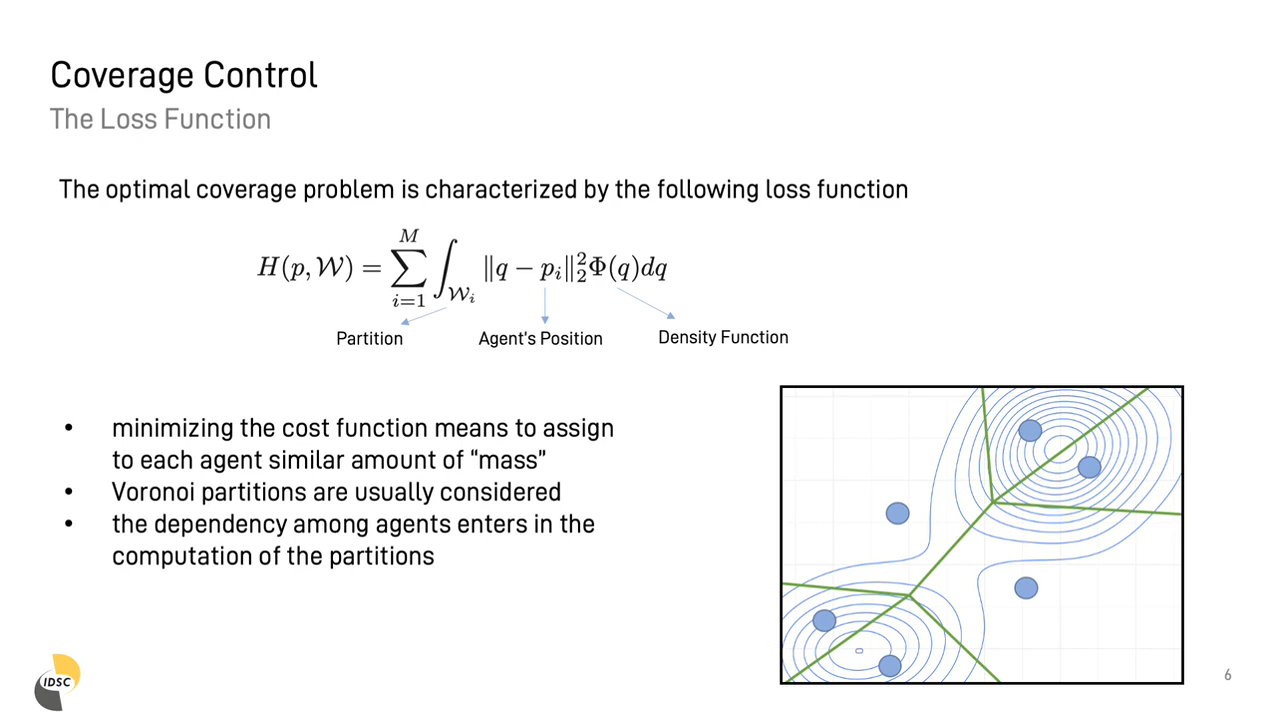 Coverage Control
The Loss Function
The optimal coverage problem is characterized by the following loss function
H(p, 𝒲) = ∑_{i=1}^{M} ∫_{𝒲_i} ‖q − p_i‖_2^2 Φ(q)dq
Partition Agent's Position Density Function
• minimizing the cost function means to assign
to each agent similar amount of “mass”
• Voronoi partitions are usually considered
• the dependency among agents enters in the
computation of the partitions
IDSC
6